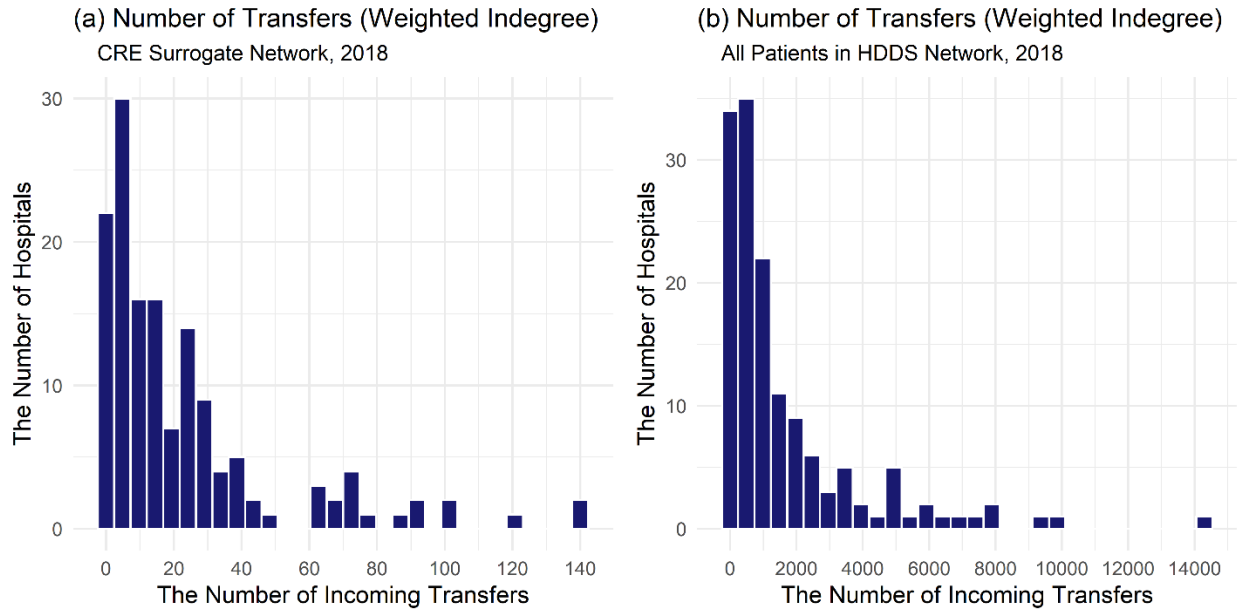 (a) Number of Transfers (Weighted Indegree)
CRE Surrogate Network, 2018
The Number of Hospitals
30
20
10
0
0 20 40 60 80 100 120 140
The Number of Incoming Transfers
(b) Number of Transfers (Weighted Indegree)
All Patients in HDDS Network, 2018
The Number of Hospitals
30
20
10
0
0 2000 4000 6000 8000 10000 12000 14000
The Number of Incoming Transfers